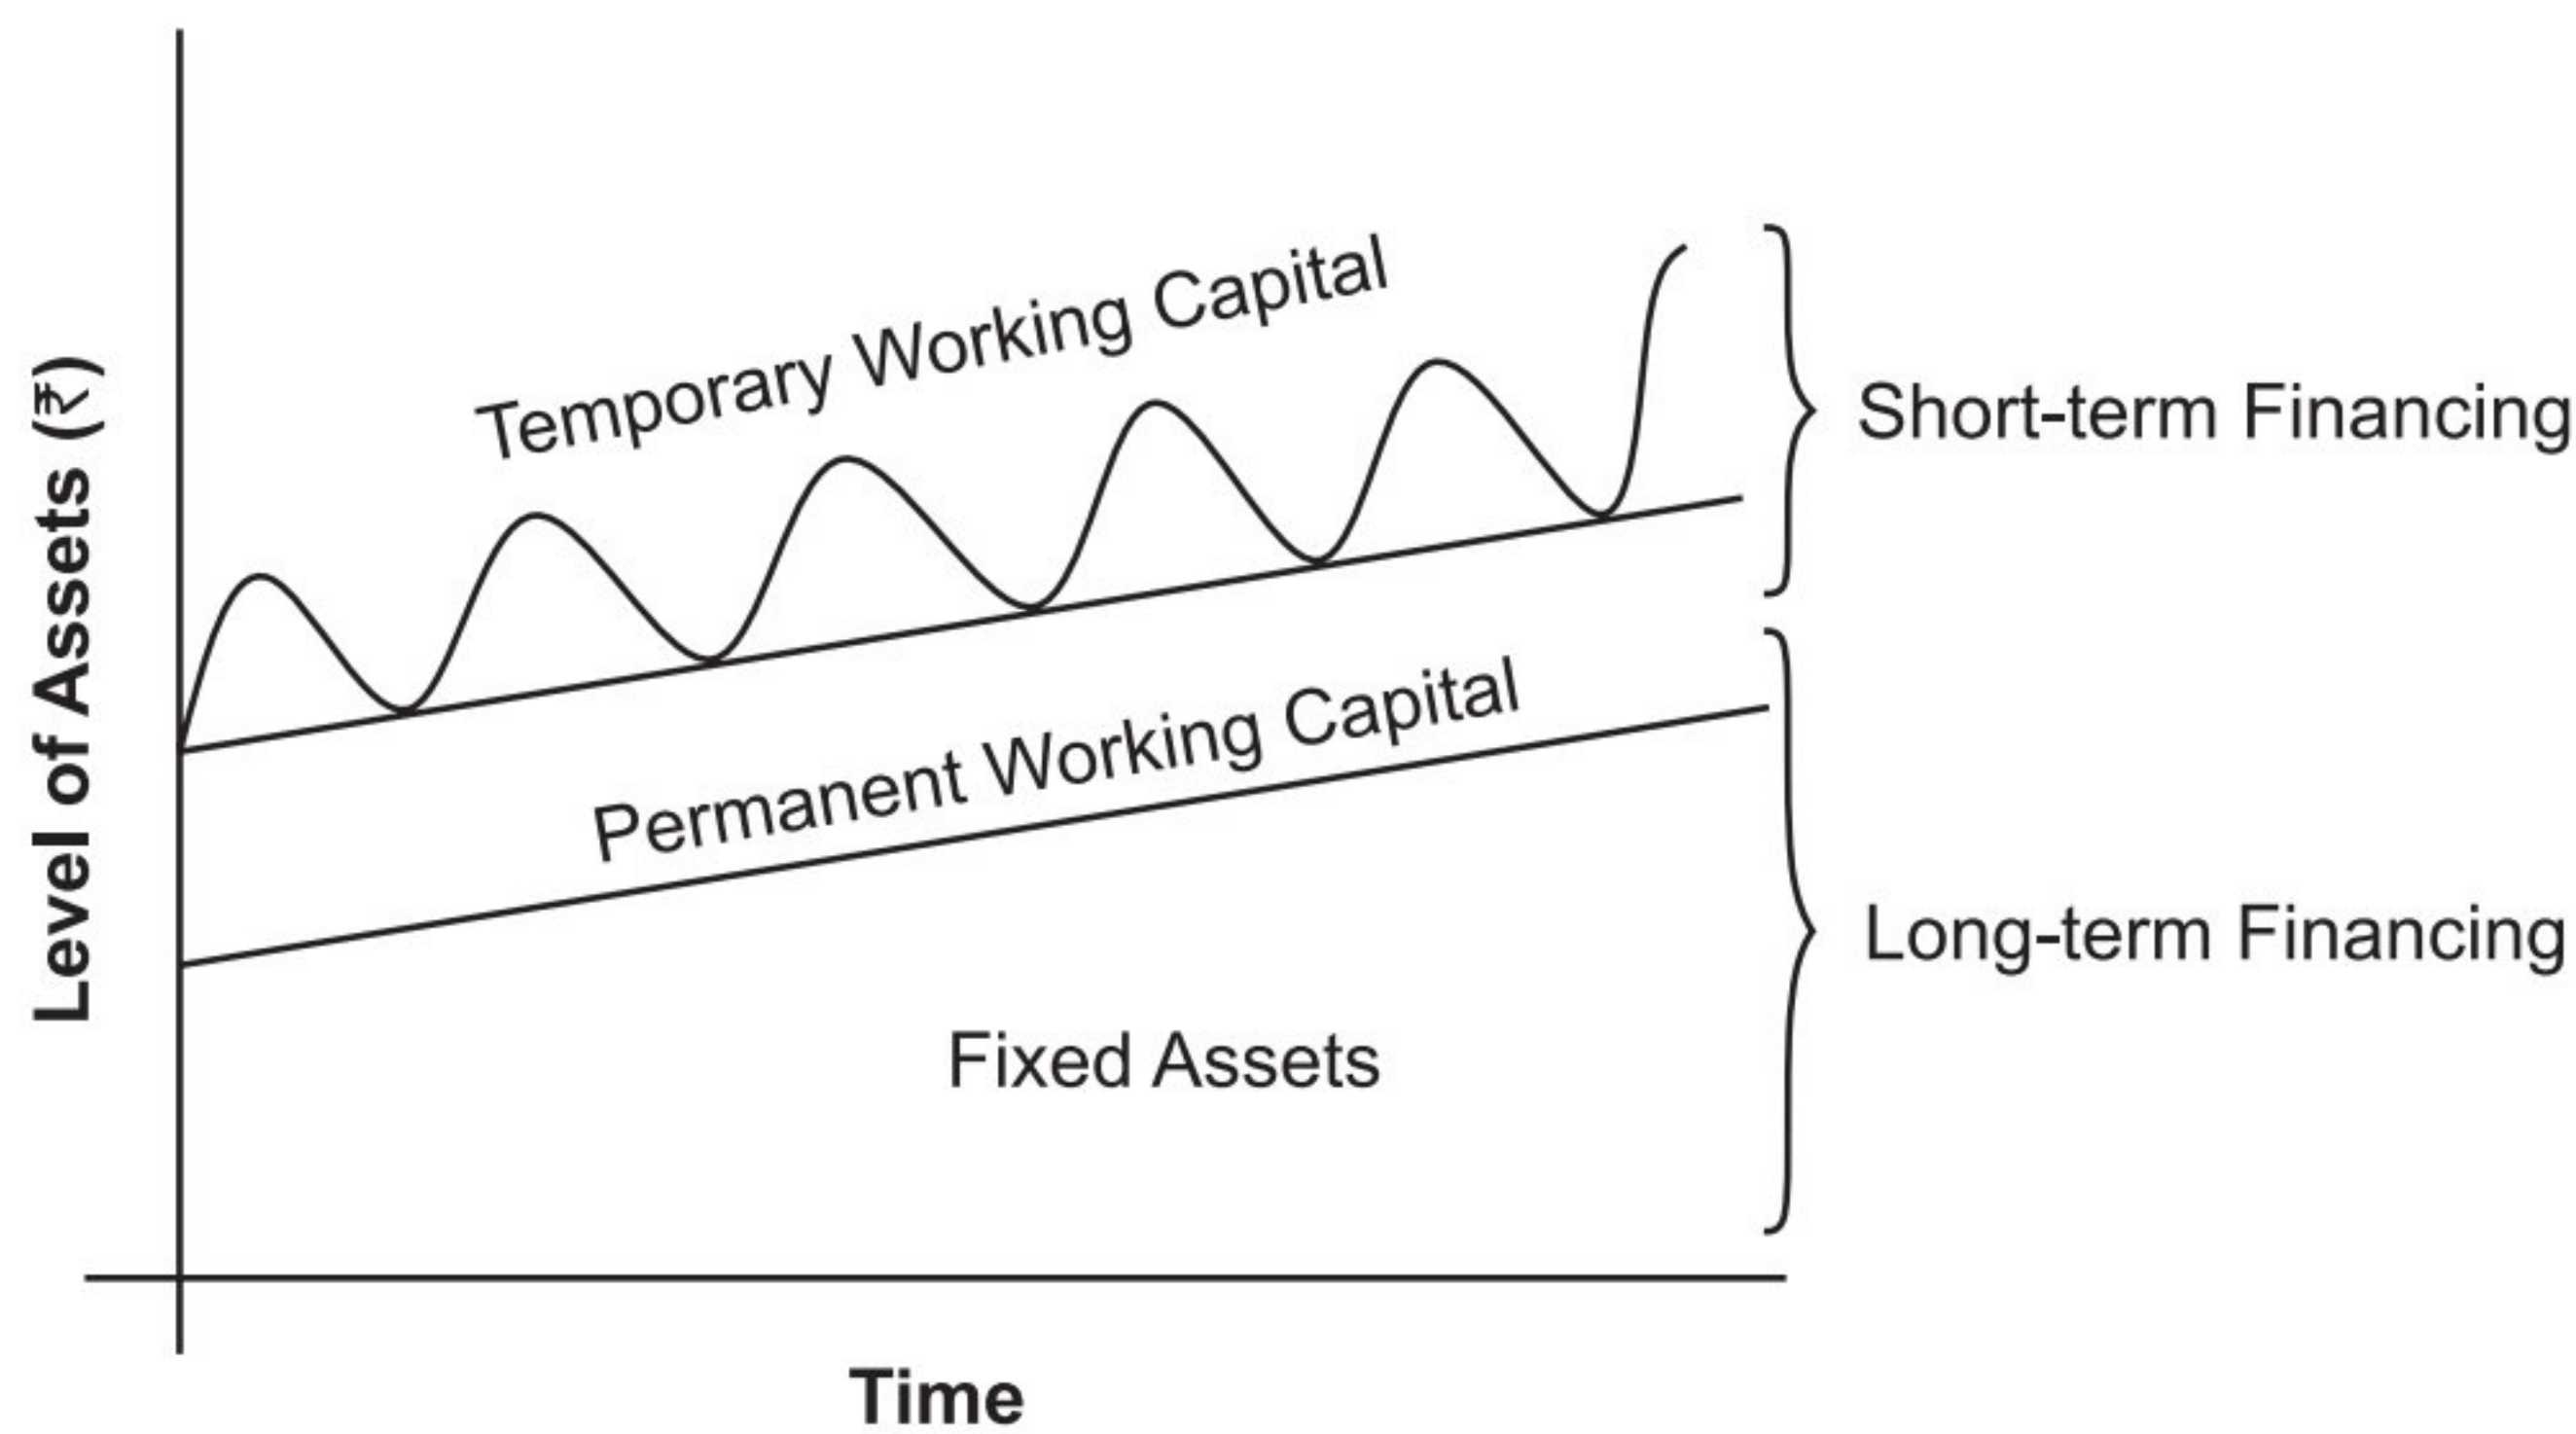 Level of Assets (₹)
Temporary Working Capital
Short-term Financing
Permanent Working Capital
Long-term Financing
Fixed Assets
Time